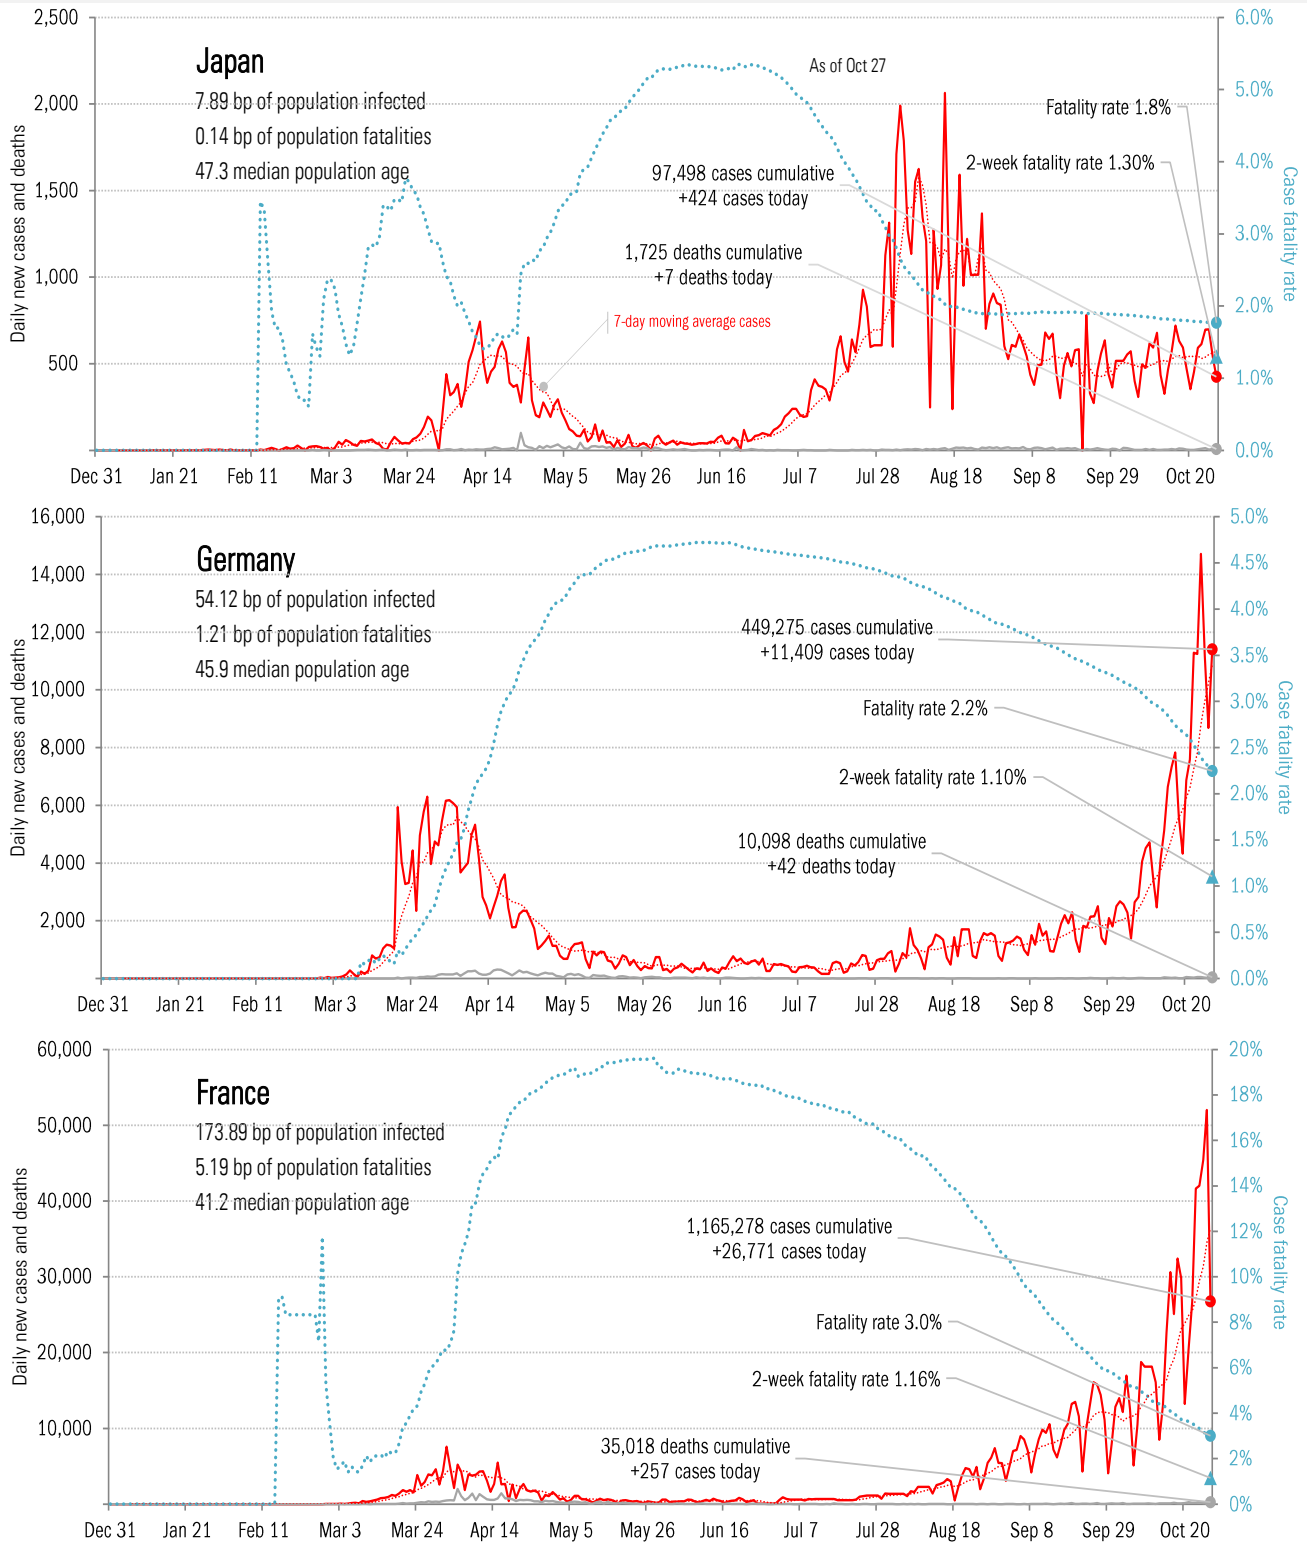 2,500
2,000
1,500
1,000
500
Daily new cases and deaths
Japan
7.89 bp of population infected
0.14 bp of population fatalities
47.3 median population age
As of Oct 27
97,498 cases cumulative
+424 cases today
1,725 deaths cumulative
+7 deaths today
7-day moving average cases
Fatality rate 1.8%
2-week fatality rate 1.30%
6.0%
5.0%
4.0%
3.0%
2.0%
1.0%
0.0%
Case fatality rate
Dec 31 Jan 21 Feb 11 Mar 3 Mar 24 Apr 14 May 5 May 26 Jun 16 Jul 7 Jul 28 Aug 18 Sep 8 Sep 29 Oct 20
16,000
14,000
12,000
10,000
8,000
6,000
4,000
2,000
Daily new cases and deaths
Germany
54.12 bp of population infected
1.21 bp of population fatalities
45.9 median population age
449,275 cases cumulative
+11,409 cases today
Fatality rate 2.2%
2-week fatality rate 1.10%
10,098 deaths cumulative
+42 deaths today
5.0%
4.5%
4.0%
3.5%
3.0%
2.5%
2.0%
1.5%
1.0%
0.5%
0.0%
Case fatality rate
Dec 31 Jan 21 Feb 11 Mar 3 Mar 24 Apr 14 May 5 May 26 Jun 16 Jul 7 Jul 28 Aug 18 Sep 8 Sep 29 Oct 20
60,000
50,000
40,000
30,000
20,000
10,000
Daily new cases and deaths
France
173.89 bp of population infected
5.19 bp of population fatalities
41.2 median population age
1,165,278 cases cumulative
+26,771 cases today
Fatality rate 3.0%
2-week fatality rate 1.16%
35,018 deaths cumulative
+257 cases today
20%
18%
16%
14%
12%
10%
8%
6%
4%
2%
0%
Case fatality rate
Dec 31 Jan 21 Feb 11 Mar 3 Mar 24 Apr 14 May 5 May 26 Jun 16 Jul 7 Jul 28 Aug 18 Sep 8 Sep 29 Oct 20